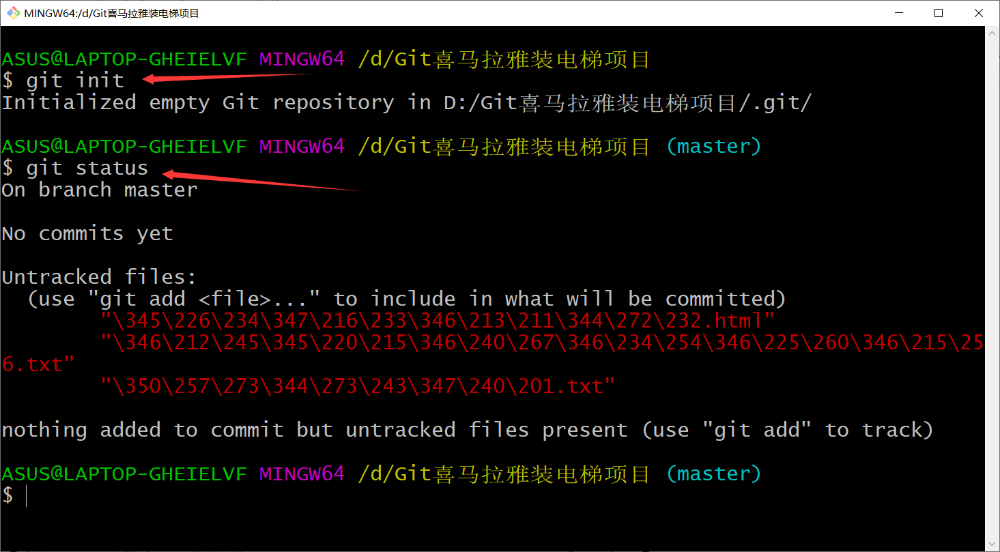 MINGW64:/d/Git喜马拉雅装电梯项目
ASUS@LAPTOP-GHEIELVF MINGW64 /d/Git喜马拉雅装电梯项目
$ git init
Initialized empty Git repository in D:/Git喜马拉雅装电梯项目/.git/
ASUS@LAPTOP-GHEIELVF MINGW64 /d/Git喜马拉雅装电梯项目 (master)
$ git status
On branch master
No commits yet
Untracked files:
(use "git add <file>..." to include in what will be committed)
"\345\226\234\347\216\233\346\213\211\344\272\232.html"
"\346\212\245\345\220\215\346\240\267\346\234\254\346\225\260\346\215\25
6.txt"
"\350\257\273\344\273\243\347\240\201.txt"
nothing added to commit but untracked files present (use "git add" to track)
ASUS@LAPTOP-GHEIELVF MINGW64 /d/Git喜马拉雅装电梯项目 (master)
$